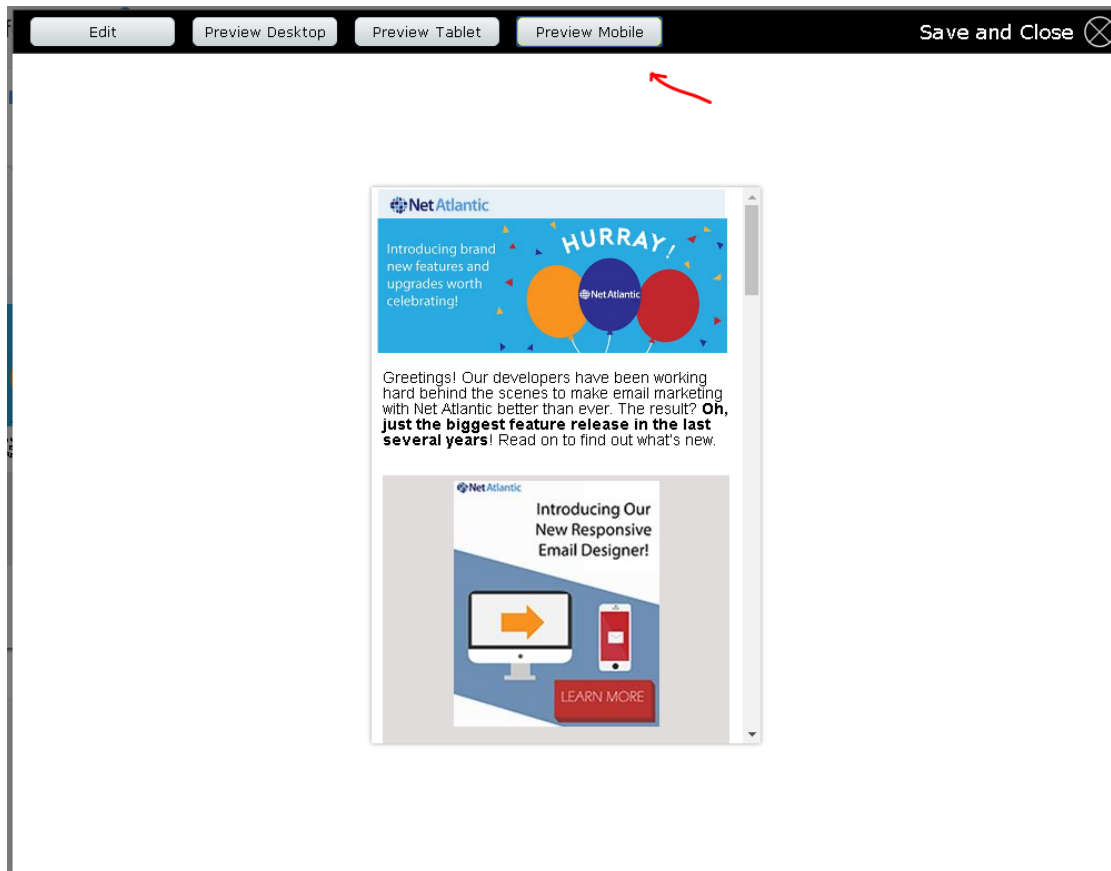 Edit Preview Desktop Preview Tablet Preview Mobile Save and Close
Net Atlantic
Introducing brand
new features and
upgrades worth
celebrating!
HURRAY!
Net Atlantic
Greetings! Our developers have been working
hard behind the scenes to make email marketing
with Net Atlantic better than ever. The result? Oh,
just the biggest feature release in the last
several years! Read on to find out what's new.
Net Atlantic
Introducing Our
New Responsive
Email Designer!
LEARN MORE